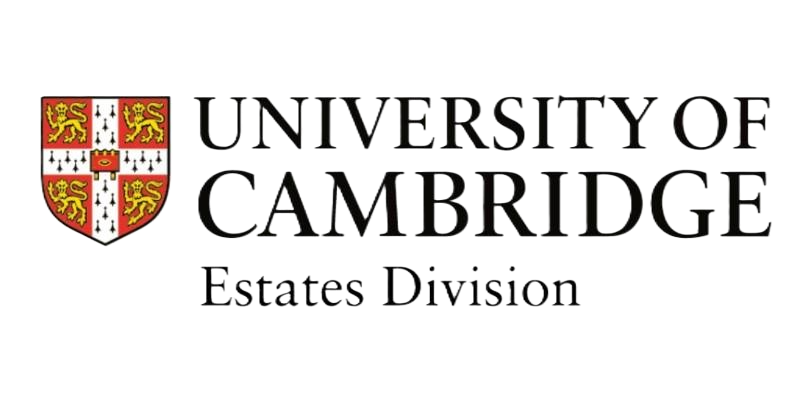 UNIVERSITY OF
CAMBRIDGE
Estates Division